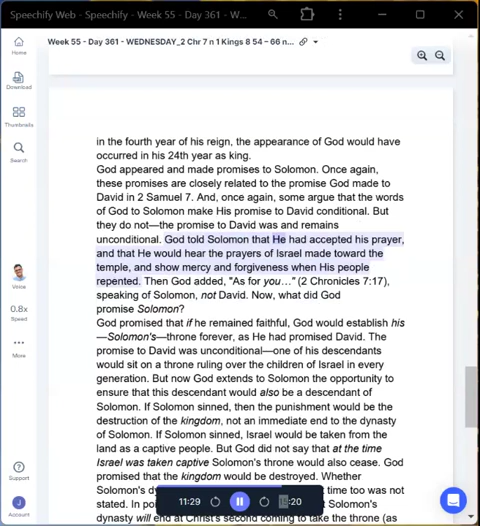 Speechify Web - Speechify - Week 55 - Day 361 - W...
Week 55 - Day 361 - WEDNESDAY_2 Chr 7 n 1 Kings 8 54 – 66 n...
Home
Download
Thumbnails
Search
Voice
0.8x
Speed
More
Support
J
Account
in the fourth year of his reign, the appearance of God would have
occurred in his 24th year as king.
God appeared and made promises to Solomon. Once again,
these promises are closely related to the promise God made to
David in 2 Samuel 7. And, once again, some argue that the words
of God to Solomon make His promise to David conditional. But
they do not—the promise to David was and remains
unconditional. God told Solomon that He had accepted his prayer,
and that He would hear the prayers of Israel made toward the
temple, and show mercy and forgiveness when His people
repented. Then God added, "As for you…" (2 Chronicles 7:17),
speaking of Solomon, not David. Now, what did God
promise Solomon?
God promised that if he remained faithful, God would establish his
—Solomon's—throne forever, as He had promised David. The
promise to David was unconditional—one of his descendants
would sit on a throne ruling over the children of Israel in every
generation. But now God extends to Solomon the opportunity to
ensure that this descendant would also be a descendant of
Solomon. If Solomon sinned, then the punishment would be the
destruction of the kingdom, not an immediate end to the dynasty
of Solomon. If Solomon sinned, Israel would be taken from the
land as a captive people. But God did not say that at the time
Israel was taken captive Solomon's throne would also cease. God
promised that the kingdom would be destroyed. Whether
Solomon's dy t time too was not
stated. In poi t Solomon's
dynasty will end at Christ's second coming to take the throne (as
11:29
:20